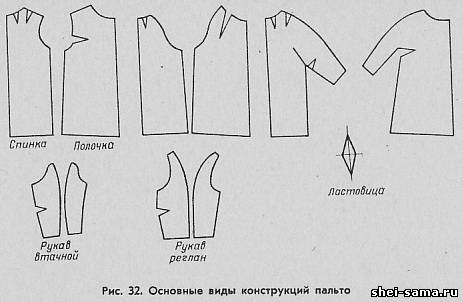 Спинка
Полочка
Ластовица
Рукав
втачной
Рукав
реглан
Рис. 32. Основные виды конструкций пальто
shei-sama.ru